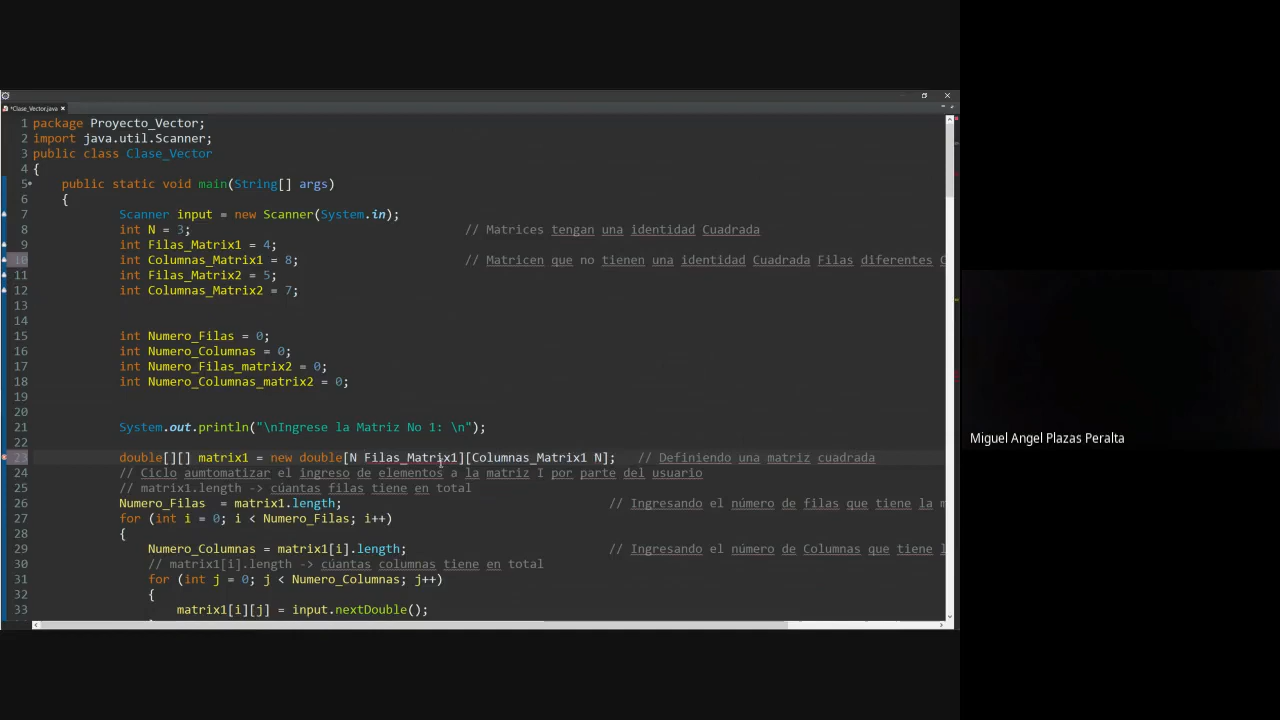 *Clase_Vector.java
1 package Proyecto_Vector;
2 import java.util.Scanner;
3 public class Clase_Vector
4 {
5 public static void main(String[] args)
6 {
7 Scanner input = new Scanner(System.in);
8 int N = 3; // Matrices tengan una identidad Cuadrada
9 int Filas_Matrix1 = 4;
10 int Columnas_Matrix1 = 8; // Matricen que no tienen una identidad Cuadrada Filas diferentes C
11 int Filas_Matrix2 = 5;
12 int Columnas_Matrix2 = 7;
13
14
15 int Numero_Filas = 0;
16 int Numero_Columnas = 0;
17 int Numero_Filas_matrix2 = 0;
18 int Numero_Columnas_matrix2 = 0;
19
20
21 System.out.println("\nIngrese la Matriz No 1: \n");
22
23 double[][] matrix1 = new double[N Filas_Matrix1][Columnas_Matrix1 N]; // Definiendo una matriz cuadrada
24 // Ciclo aumtomatizar el ingreso de elementos a la matriz I por parte del usuario
25 // matrix1.length -> cúantas filas tiene en total
26 Numero_Filas = matrix1.length; // Ingresando el número de filas que tiene la m
27 for (int i = 0; i < Numero_Filas; i++)
28 {
29 Numero_Columnas = matrix1[i].length; // Ingresando el número de Columnas que tiene l
30 // matrix1[i].length -> cúantas columnas tiene en total
31 for (int j = 0; j < Numero_Columnas; j++)
32 {
33 matrix1[i][j] = input.nextDouble();
Miguel Angel Plazas Peralta